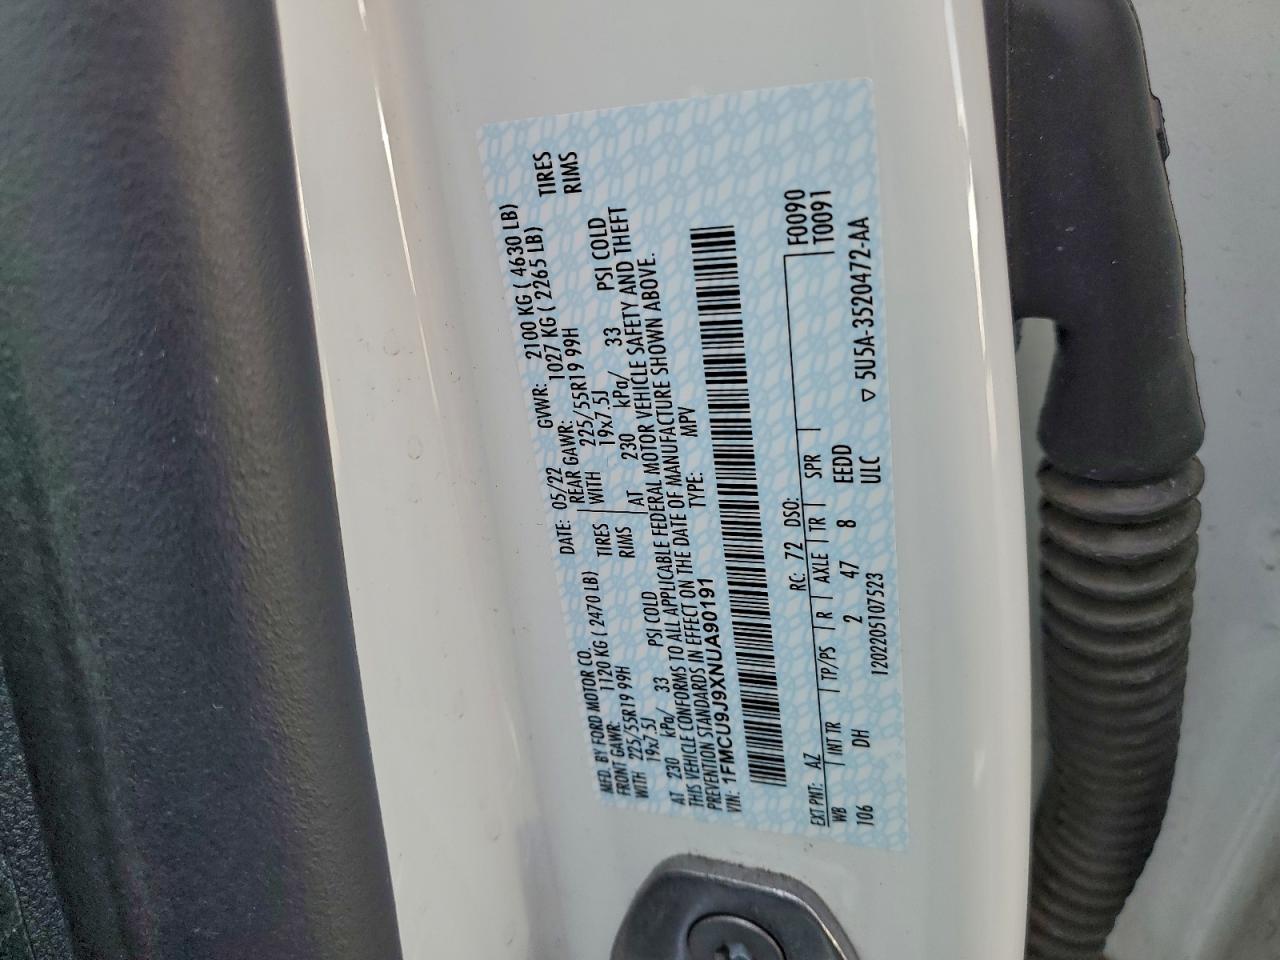 MFD. BY FORD MOTOR CO. DATE: 05/22 GVWR: 2100 KG ( 4630 LB)
FRONT GAWR: 1120 KG ( 2470 LB) REAR GAWR: 1027 KG ( 2265 LB)
WITH 225/55R19 99H TIRES WITH 225/55R19 99H TIRES
19x7.5J RIMS 19x7.5J RIMS
AT 230 kPa/ 33 PSI COLD AT 230 kPa/ 33 PSI COLD
THIS VEHICLE CONFORMS TO ALL APPLICABLE FEDERAL MOTOR VEHICLE SAFETY AND THEFT
PREVENTION STANDARDS IN EFFECT ON THE DATE OF MANUFACTURE SHOWN ABOVE.
VIN: 1FMCU9J9XNUA90191 TYPE: MPV
F0090
EXT PNT: AZ RC: 72 DSO: T0091
WB INT TR TP/PS R AXLE TR SPR
106 DH 2 47 8 EEDD
1202205107523 ULC ▽ 5U5A-3520472-AA